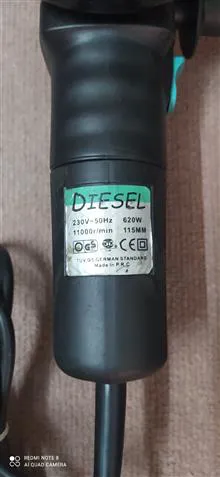 DIESEL
230V~50Hz 620W
11000r/min 115MM
TUV GS GERMAN STANDARD
Made in P.R.C
REDMI NOTE 8
AI QUAD CAMERA